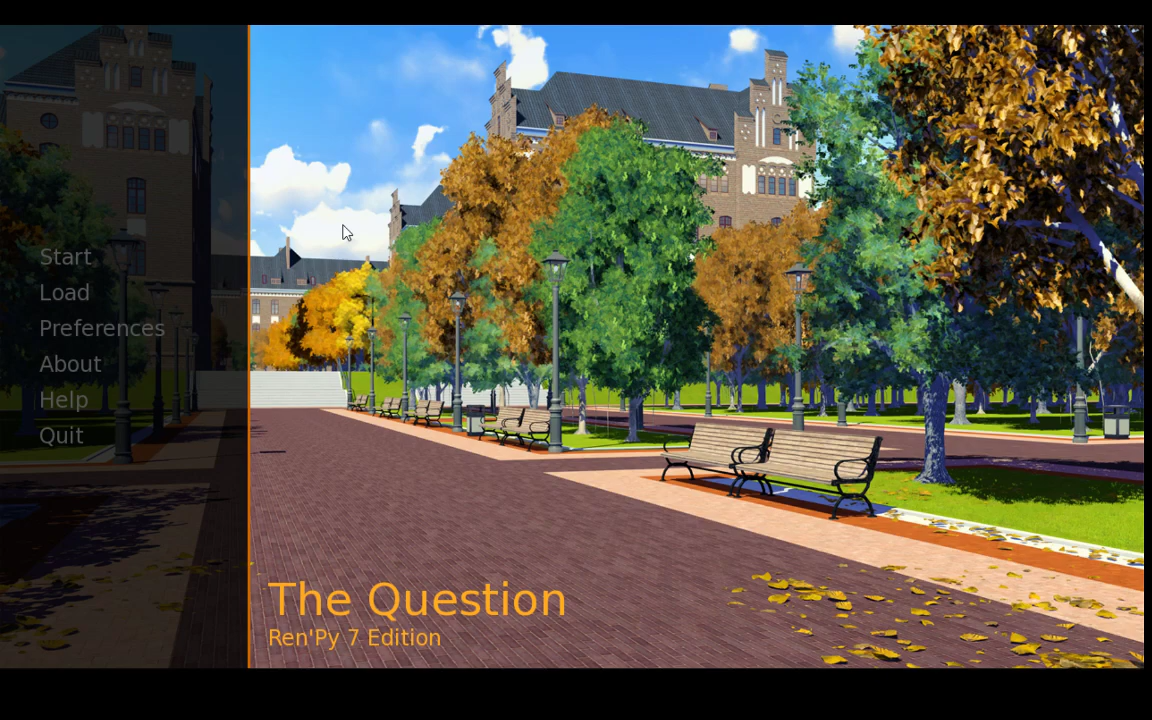 Start
Load
Preferences
About
Help
Quit
The Question
Ren'Py 7 Edition